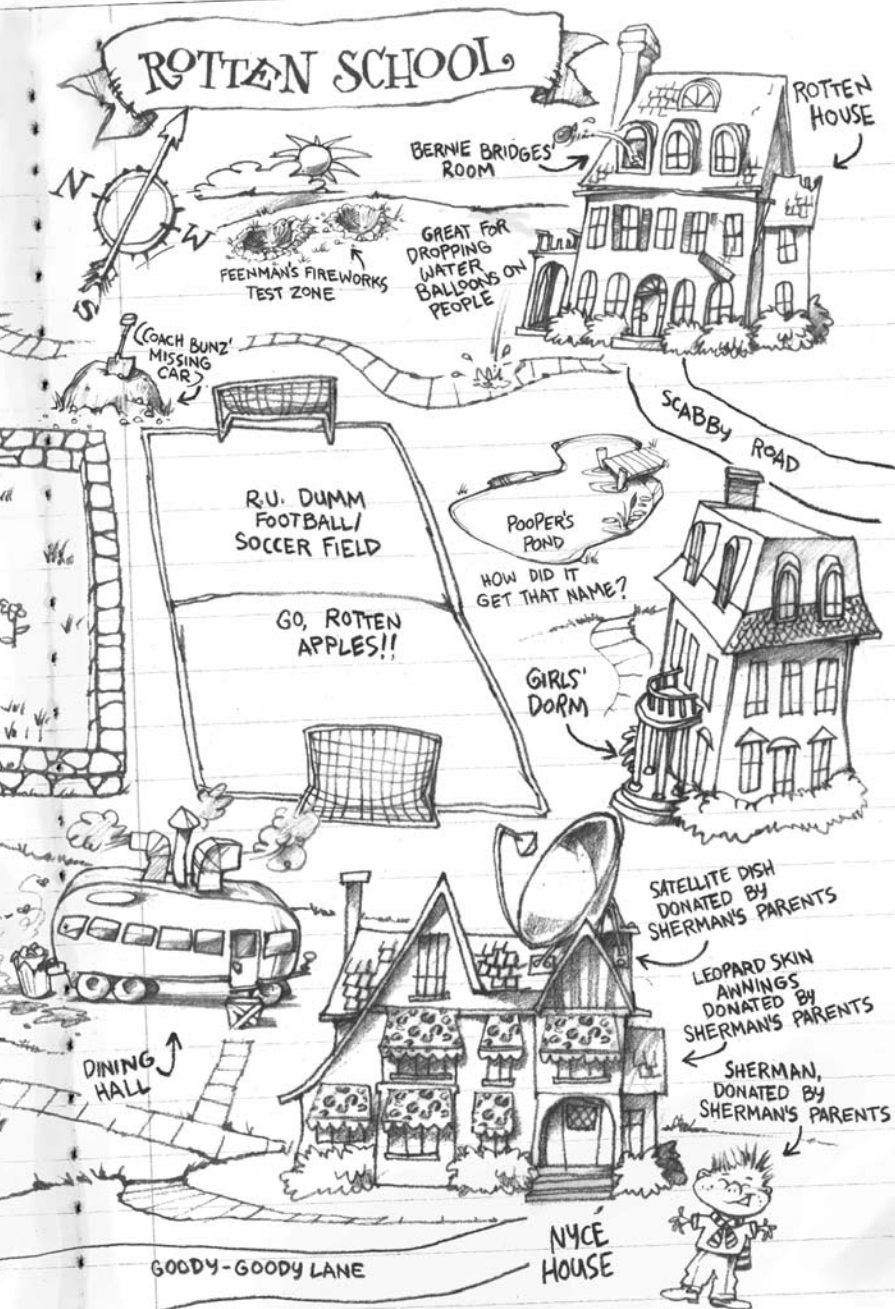 ROTTEN SCHOOL
N
W
S
BERNIE BRIDGES'
ROOM
ROTTEN
HOUSE
FEENMAN'S FIREWORKS
TEST ZONE
GREAT FOR
DROPPING
WATER
BALLOONS ON
PEOPLE
COACH BUNZ'
MISSING
CAR
SCABBY ROAD
R.U. DUMM
FOOTBALL/
SOCCER FIELD
GO, ROTTEN
APPLES!!
POOPER'S
POND
HOW DID IT
GET THAT NAME?
GIRLS'
DORM
SATELLITE DISH
DONATED BY
SHERMAN'S PARENTS
LEOPARD SKIN
ANNINGS
DONATED BY
SHERMAN'S PARENTS
DINING
HALL
SHERMAN,
DONATED BY
SHERMAN'S PARENTS
NYCE
HOUSE
GOODY-GOODY LANE